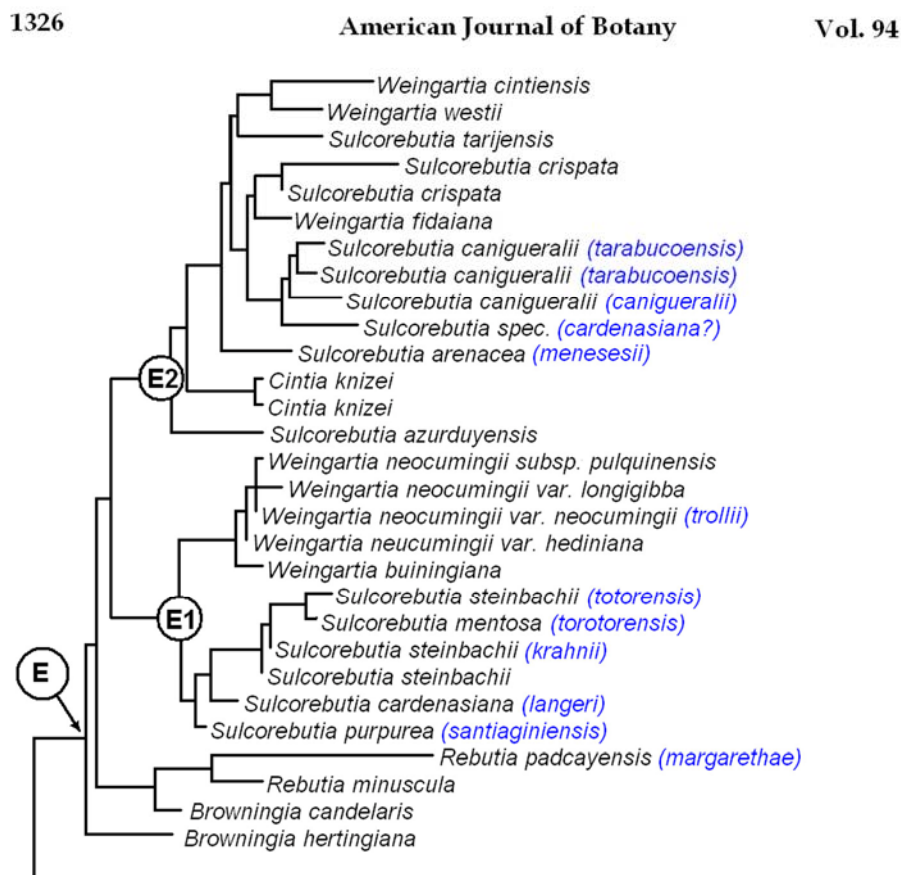 1326 American Journal of Botany Vol. 94
Weingartia cintiensis
Weingartia westii
Sulcorebutia tarijensis
Sulcorebutia crispata
Sulcorebutia crispata
Weingartia fidaiana
Sulcorebutia canigueralii (tarabucoensis)
Sulcorebutia canigueralii (tarabucoensis)
Sulcorebutia canigueralii (canigueralii)
Sulcorebutia spec. (cardenasiana?)
Sulcorebutia arenacea (menesesii)
E2
Cintia knizei
Cintia knizei
Sulcorebutia azurduyensis
Weingartia neocumingii subsp. pulquinensis
Weingartia neocumingii var. longigibba
Weingartia neocumingii var. neocumingii (trollii)
Weingartia neucumingii var. hediniana
Weingartia buiningiana
Sulcorebutia steinbachii (totorensis)
E1
Sulcorebutia mentosa (torotorensis)
Sulcorebutia steinbachii (krahnii)
Sulcorebutia steinbachii
E
Sulcorebutia cardenasiana (langeri)
Sulcorebutia purpurea (santiaginiensis)
Rebutia padcayensis (margarethae)
Rebutia minuscula
Browningia candelaris
Browningia hertingiana